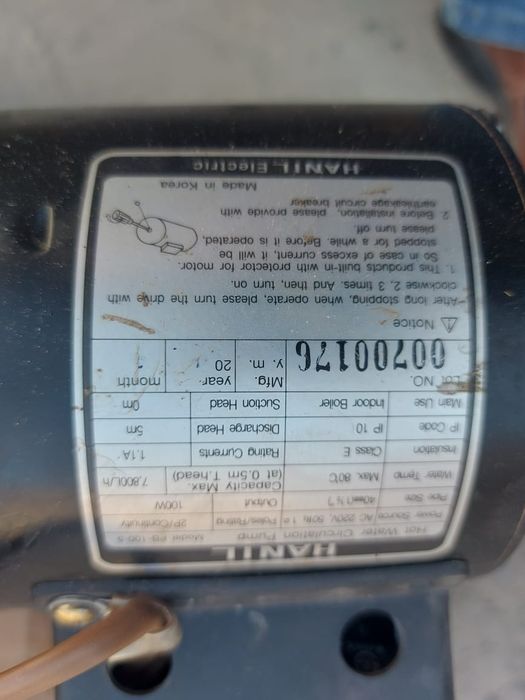 HANIL
Hot Water Circulation Pump Model PB-100-5
Power Source AC 220V, 50㎐ 1 ø Poles/Rating 2P/Continuity
Pipe Size 40㎜ Output 100W
Water Temp Max. 80℃ Capacity Max. (at 0.5m T.head) 7,800L/h
Insulation Class E Rating Currents 1.1A
IP Code IP 10 Discharge Head 5m
Main Use Indoor Boiler Suction Head 0m
Lot. NO. 00700176 Mfg. y. m. year 20 month
⚠ Notice
After long stopping, when operate, please, turn the drive with
clockwise 2, 3 times. And then, turn on.
1. This products built-in with protector for motor.
So in case of excess current, it will be
stopped for a while. Before it is operated,
please turn off.
2. Before installation, please provide with
earthleakage circuit breaker
Made in Korea
HANIL Electric